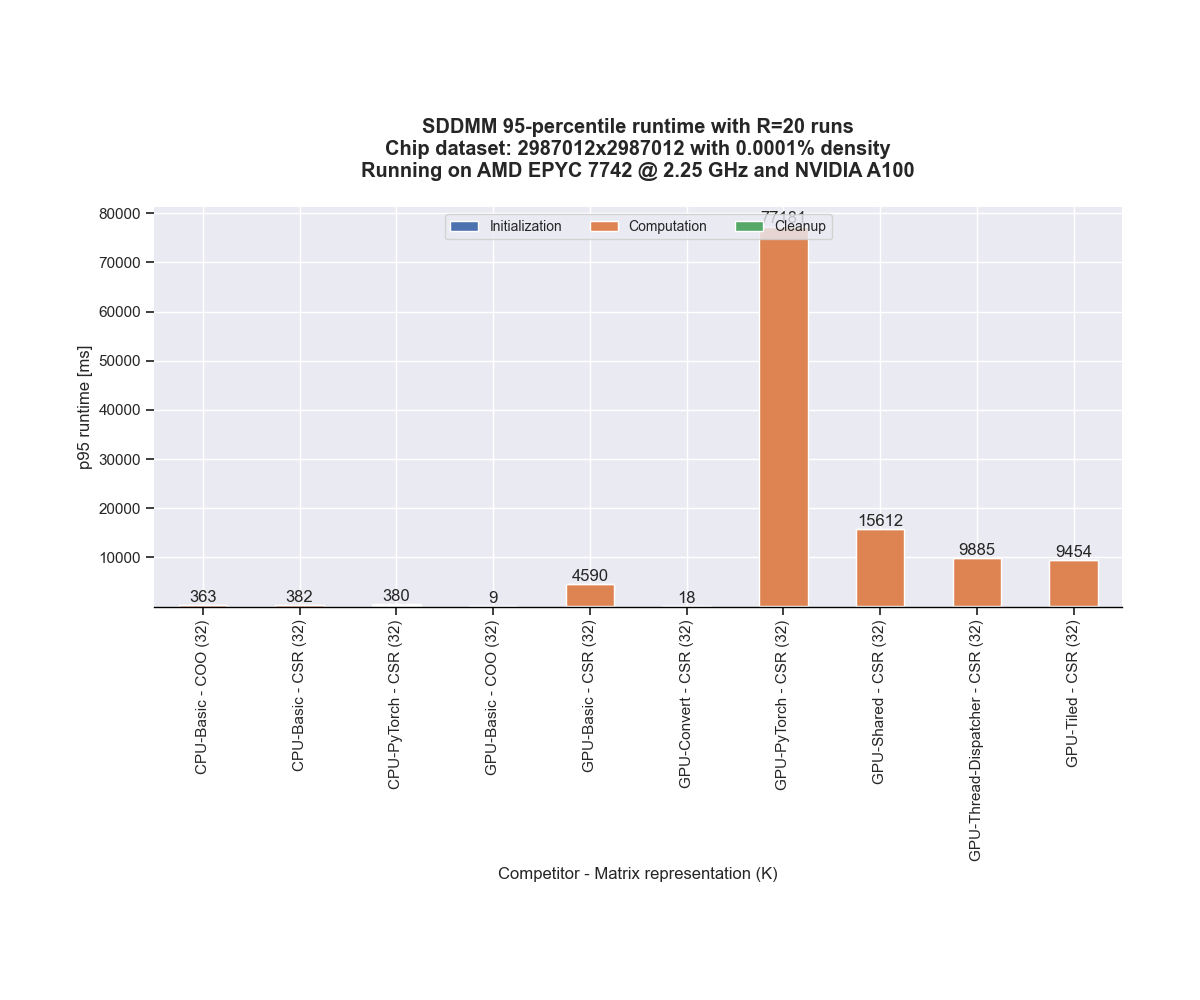 SDDMM 95-percentile runtime with R=20 runs
Chip dataset: 2987012x2987012 with 0.0001% density
Running on AMD EPYC 7742 @ 2.25 GHz and NVIDIA A100
Initialization Computation Cleanup
80000
70000
60000
50000
40000
30000
20000
10000
p95 runtime [ms]
363
382
380
9
4590
18
77181
15612
9885
9454
CPU-Basic - COO (32)
CPU-Basic - CSR (32)
CPU-PyTorch - CSR (32)
GPU-Basic - COO (32)
GPU-Basic - CSR (32)
GPU-Convert - CSR (32)
GPU-PyTorch - CSR (32)
GPU-Shared - CSR (32)
GPU-Thread-Dispatcher - CSR (32)
GPU-Tiled - CSR (32)
Competitor - Matrix representation (K)